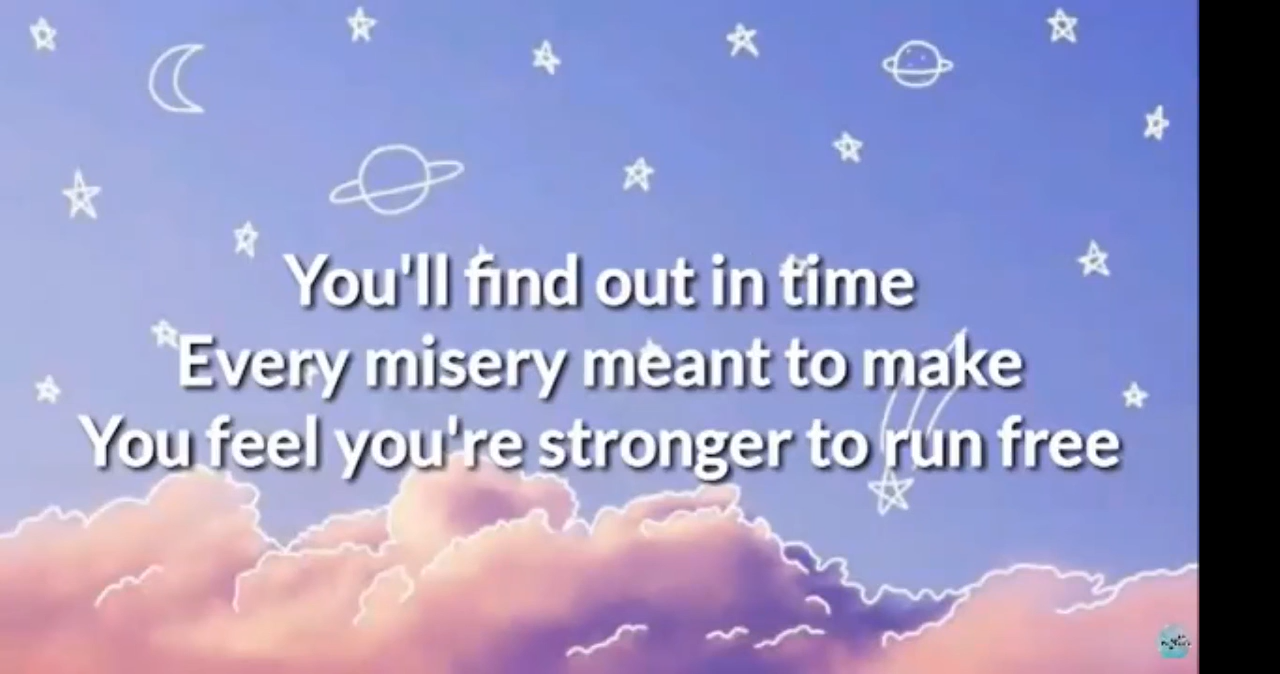 You'll find out in time
Every misery meant to make
You feel you're stronger to run free